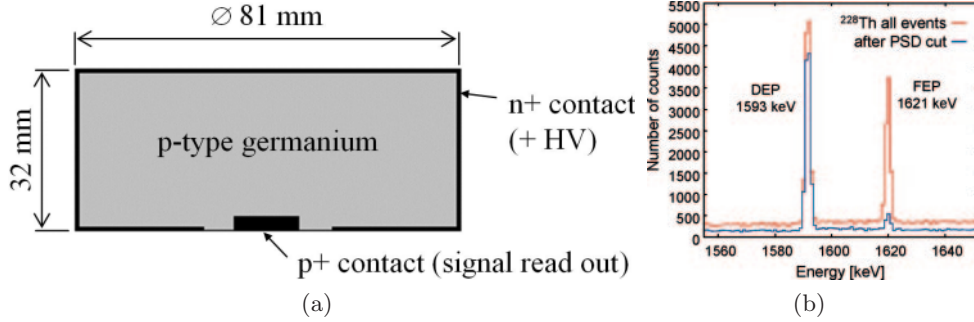 ∅ 81 mm
32 mm
p-type germanium
n+ contact
(+ HV)
p+ contact (signal read out)
(a)
5500
5000
4500
4000
3500
3000
2500
2000
1500
1000
500
0
Number of counts
²²⁸Th all events
after PSD cut
DEP
1593 keV
FEP
1621 keV
1560 1580 1600 1620 1640
Energy [keV]
(b)